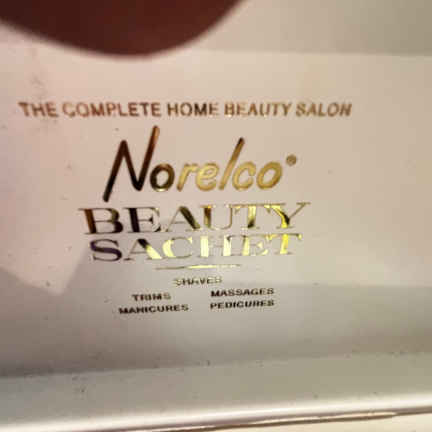 THE COMPLETE HOME BEAUTY SALON
Norelco®
BEAUTY
SACHET
SHAVES
TRIMS MASSAGES
MANICURES PEDICURES